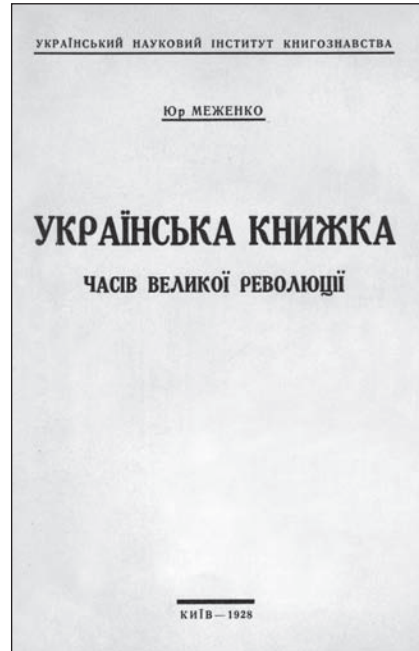 УКРАЇНСЬКИЙ НАУКОВИЙ ІНСТИТУТ КНИГОЗНАВСТВА
Юр МЕЖЕНКО
УКРАЇНСЬКА КНИЖКА
ЧАСІВ ВЕЛИКОЇ РЕВОЛЮЦІЇ
КИЇВ—1928